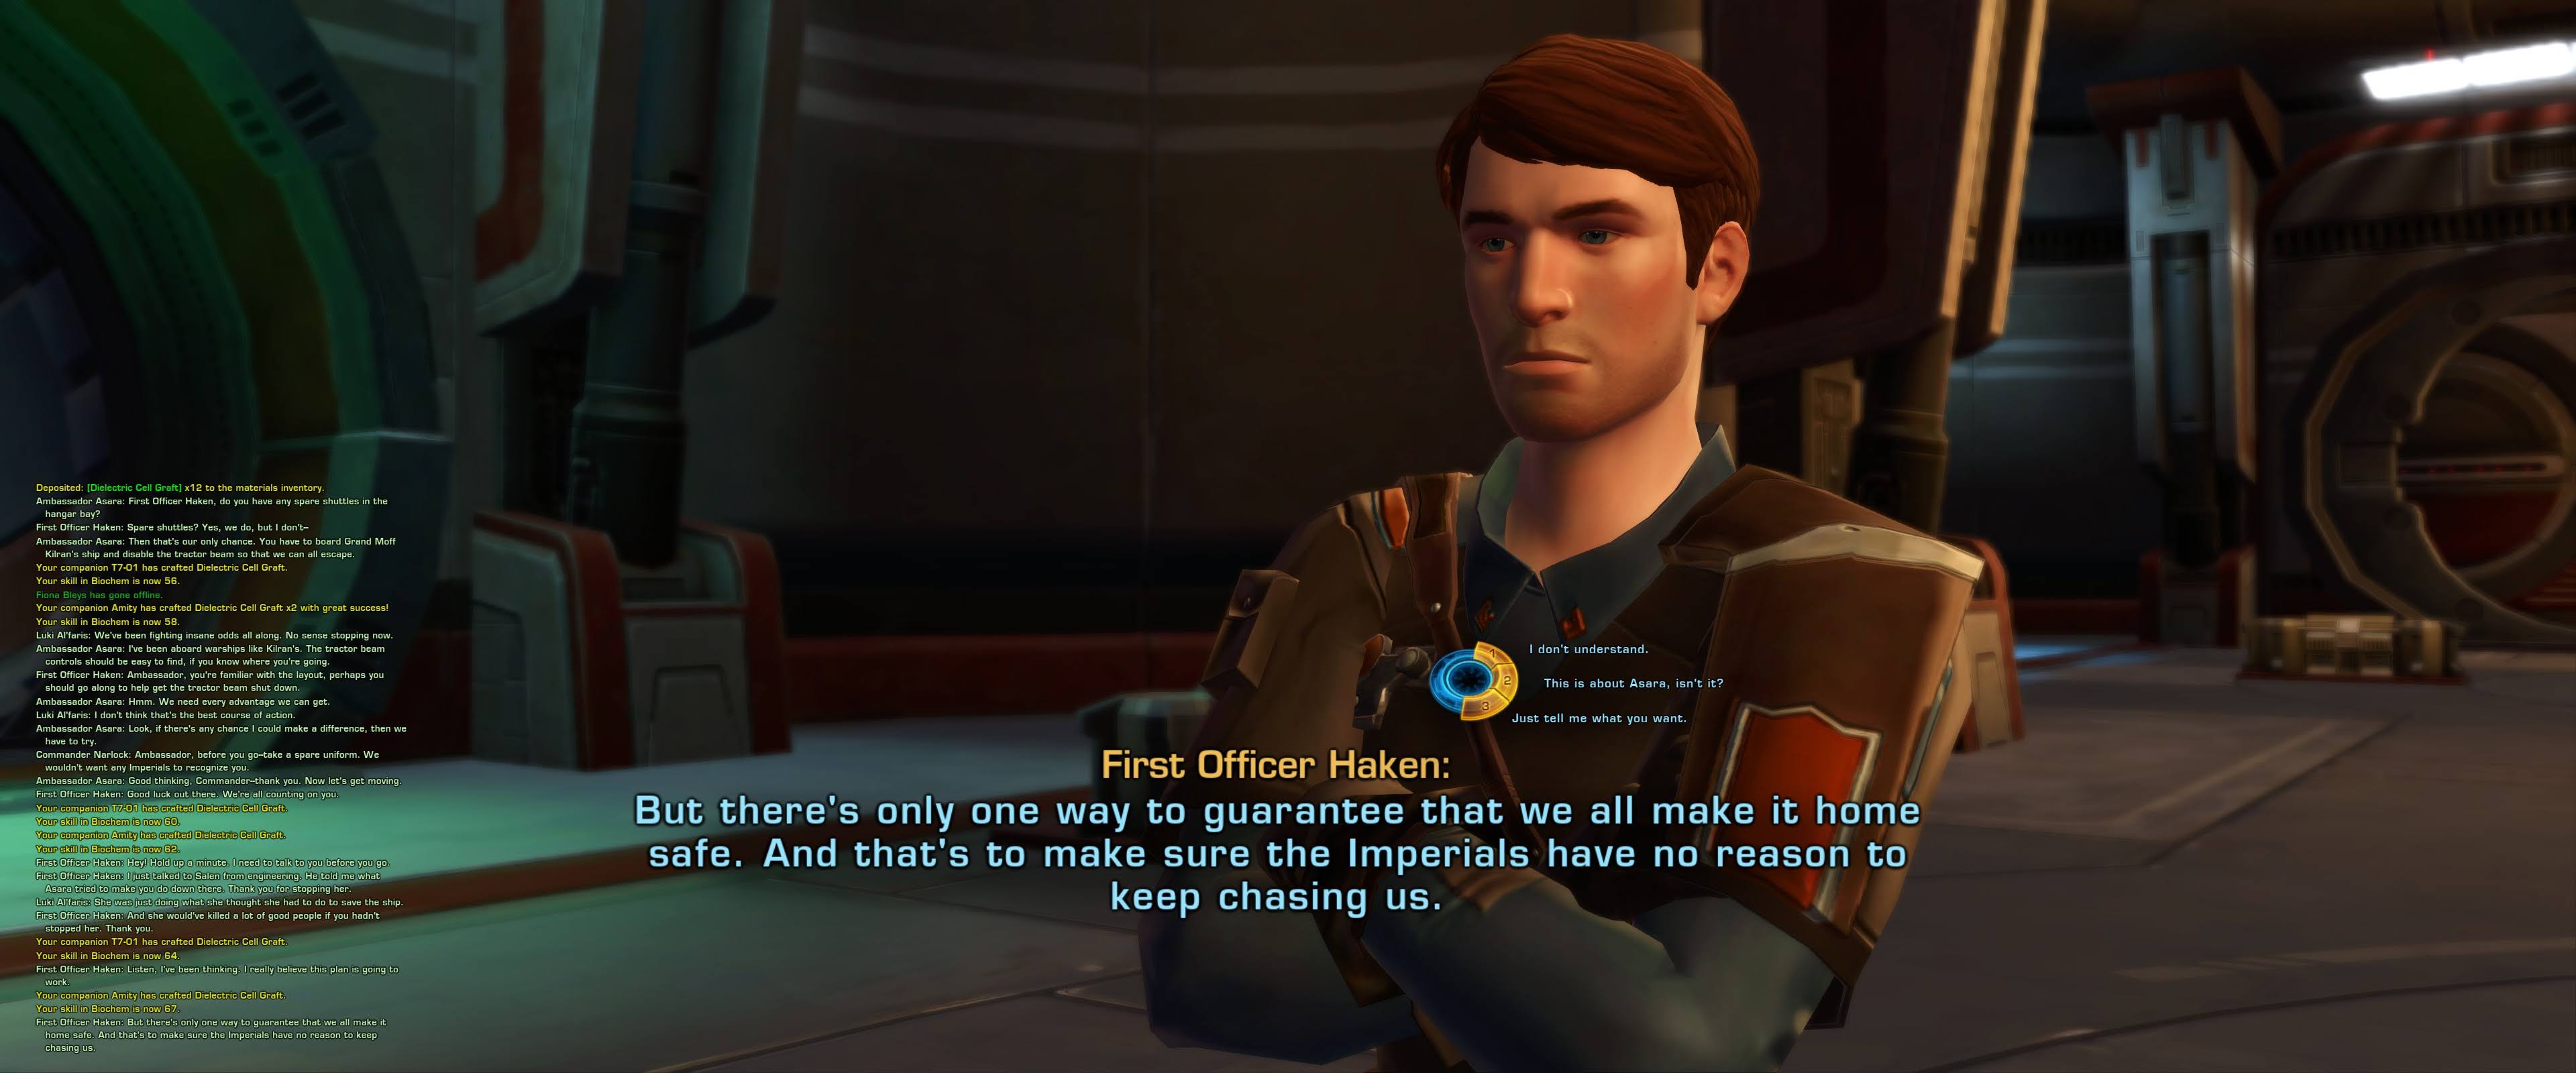 Deposited: [Dielectric Cell Graft] x12 to the materials inventory.
Ambassador Asara: First Officer Haken, do you have any spare shuttles in the
hangar bay?
First Officer Haken: Spare shuttles? Yes, we do, but I don't–
Ambassador Asara: Then that's our only chance. You have to board Grand Moff
Kilran's ship and disable the tractor beam so that we can all escape.
Your companion T7-O1 has crafted Dielectric Cell Graft.
Your skill in Biochem is now 56.
Fiona Bleys has gone offline.
Your companion Amity has crafted Dielectric Cell Graft x2 with great success!
Your skill in Biochem is now 58.
Luki Al'faris: We've been fighting insane odds all along. No sense stopping now.
Ambassador Asara: I've been aboard warships like Kilran's. The tractor beam
controls should be easy to find, if you know where you're going.
First Officer Haken: Ambassador, you're familiar with the layout, perhaps you
should go along to help get the tractor beam shut down.
Ambassador Asara: Hmm. We need every advantage we can get.
Luki Al'faris: I don't think that's the best course of action.
Ambassador Asara: Look, if there's any chance I could make a difference, then we
have to try.
Commander Narlock: Ambassador, before you go–take a spare uniform. We
wouldn't want any Imperials to recognize you.
Ambassador Asara: Good thinking, Commander–thank you. Now let's get moving.
First Officer Haken: Good luck out there. We're all counting on you.
Your companion T7-O1 has crafted Dielectric Cell Graft.
Your skill in Biochem is now 60.
Your companion Amity has crafted Dielectric Cell Graft.
Your skill in Biochem is now 62.
First Officer Haken: Hey! Hold up a minute. I need to talk to you before you go.
First Officer Haken: I just talked to Salen from engineering. He told me what
Asara tried to make you do down there. Thank you for stopping her.
Luki Al'faris: She was just doing what she thought she had to do to save the ship.
First Officer Haken: And she would've killed a lot of good people if you hadn't
stopped her. Thank you.
Your companion T7-O1 has crafted Dielectric Cell Graft.
Your skill in Biochem is now 64.
First Officer Haken: Listen, I've been thinking. I really believe this plan is going to
work.
Your companion Amity has crafted Dielectric Cell Graft.
Your skill in Biochem is now 67.
First Officer Haken: But there's only one way to guarantee that we all make it
home safe. And that's to make sure the Imperials have no reason to keep
chasing us.
1 I don't understand.
2 This is about Asara, isn't it?
3 Just tell me what you want.
First Officer Haken:
But there's only one way to guarantee that we all make it home
safe. And that's to make sure the Imperials have no reason to
keep chasing us.